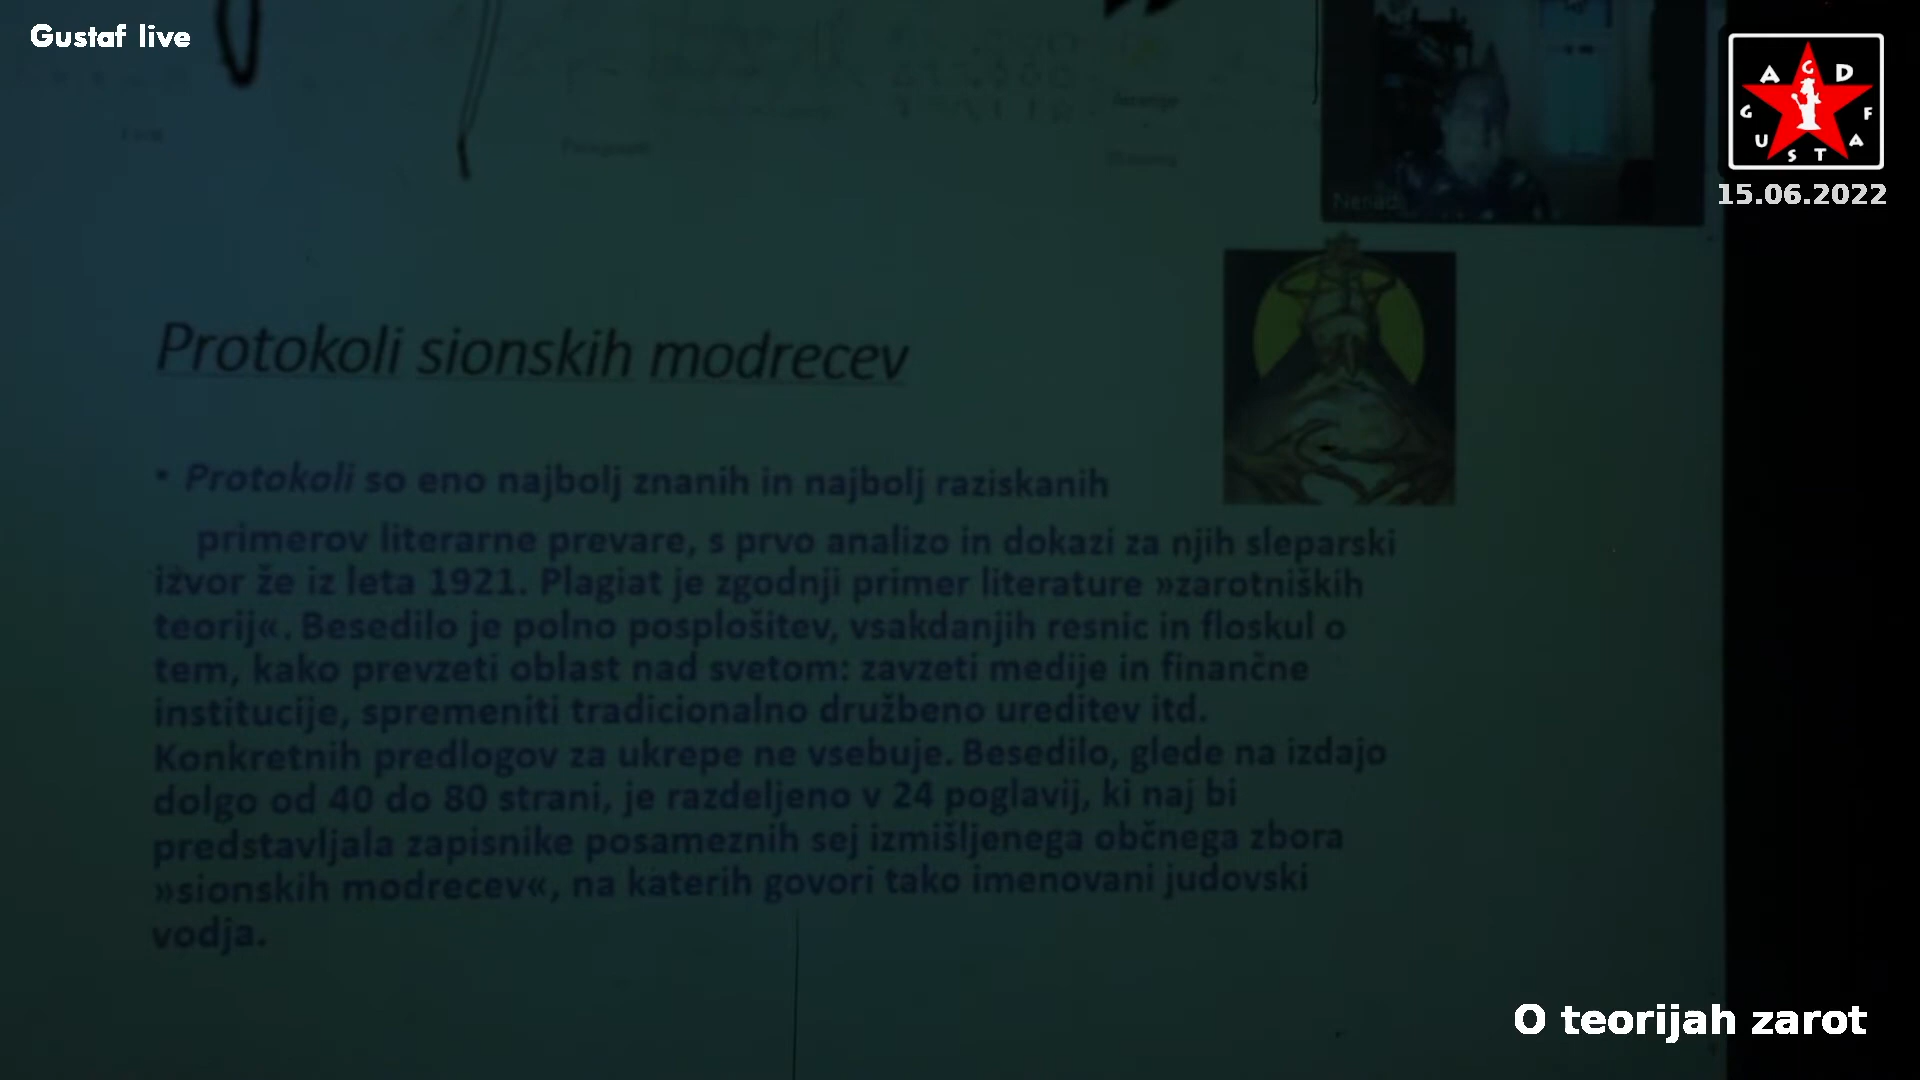 Gustaf live
A G D
G F
U S T A
15.06.2022
Paragraph
Arrange
Nenad
Protokoli sionskih modrecev
• Protokoli so eno najbolj znanih in najbolj raziskanih
primerov literarne prevare, s prvo analizo in dokazi za njih sleparski
izvor že iz leta 1921. Plagiat je zgodnji primer literature »zarotniških
teorij«. Besedilo je polno posplošitev, vsakdanjih resnic in floskul o
tem, kako prevzeti oblast nad svetom: zavzeti medije in finančne
institucije, spremeniti tradicionalno družbeno ureditev itd.
Konkretnih predlogov za ukrepe ne vsebuje. Besedilo, glede na izdajo
dolgo od 40 do 80 strani, je razdeljeno v 24 poglavij, ki naj bi
predstavljala zapisnike posameznih sej izmišljenega občnega zbora
»sionskih modrecev«, na katerih govori tako imenovani judovski
vodja.
O teorijah zarot